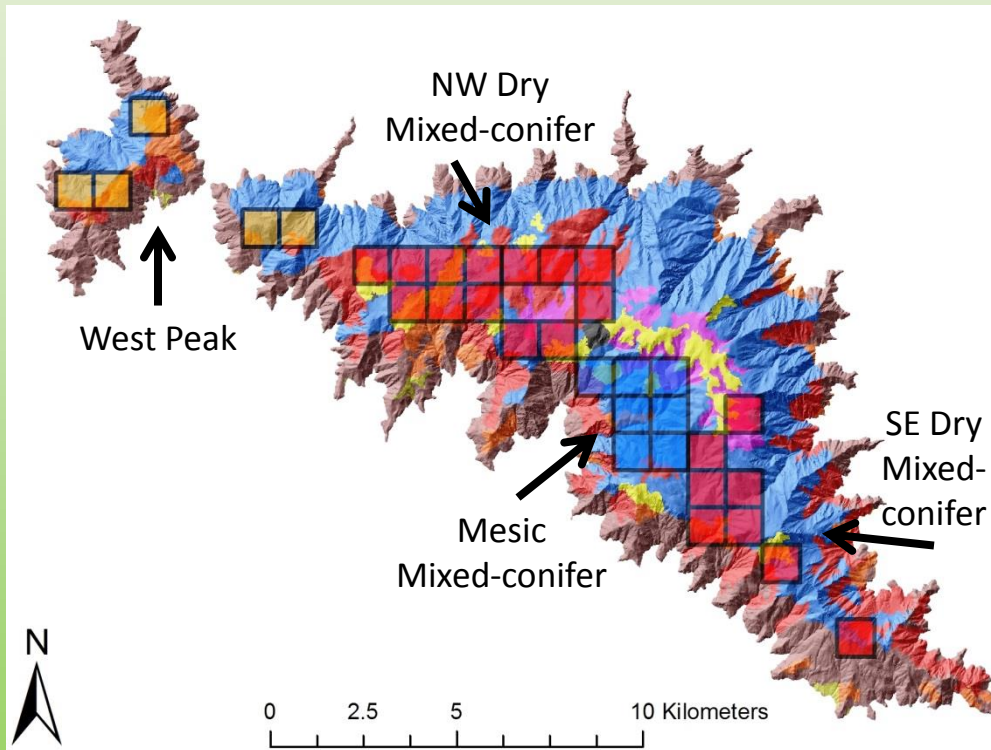 NW Dry
Mixed-conifer
West Peak
SE Dry
Mixed-
conifer
Mesic
Mixed-conifer
N
0 2.5 5 10 Kilometers